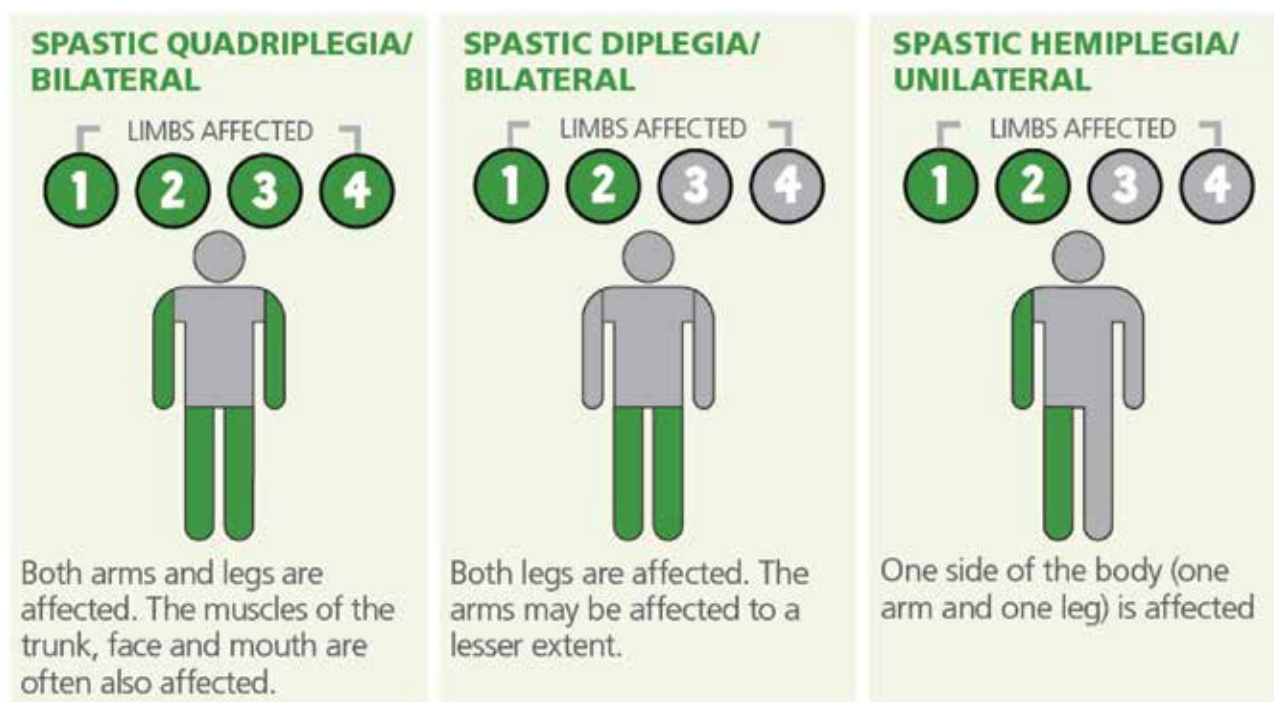 SPASTIC QUADRIPLEGIA/
BILATERAL
LIMBS AFFECTED
1 2 3 4
Both arms and legs are
affected. The muscles of the
trunk, face and mouth are
often also affected.
SPASTIC DIPLEGIA/
BILATERAL
LIMBS AFFECTED
1 2 3 4
Both legs are affected. The
arms may be affected to a
lesser extent.
SPASTIC HEMIPLEGIA/
UNILATERAL
LIMBS AFFECTED
1 2 3 4
One side of the body (one
arm and one leg) is affected